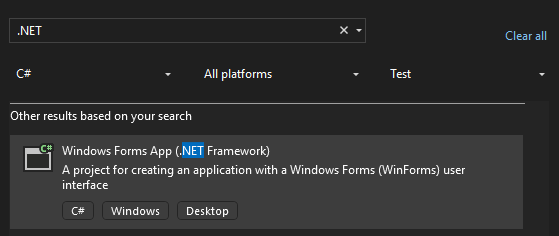 .NET
Clear all
C#
All platforms
Test
Other results based on your search
C#
Windows Forms App (.NET Framework)
A project for creating an application with a Windows Forms (WinForms) user
interface
C#
Windows
Desktop